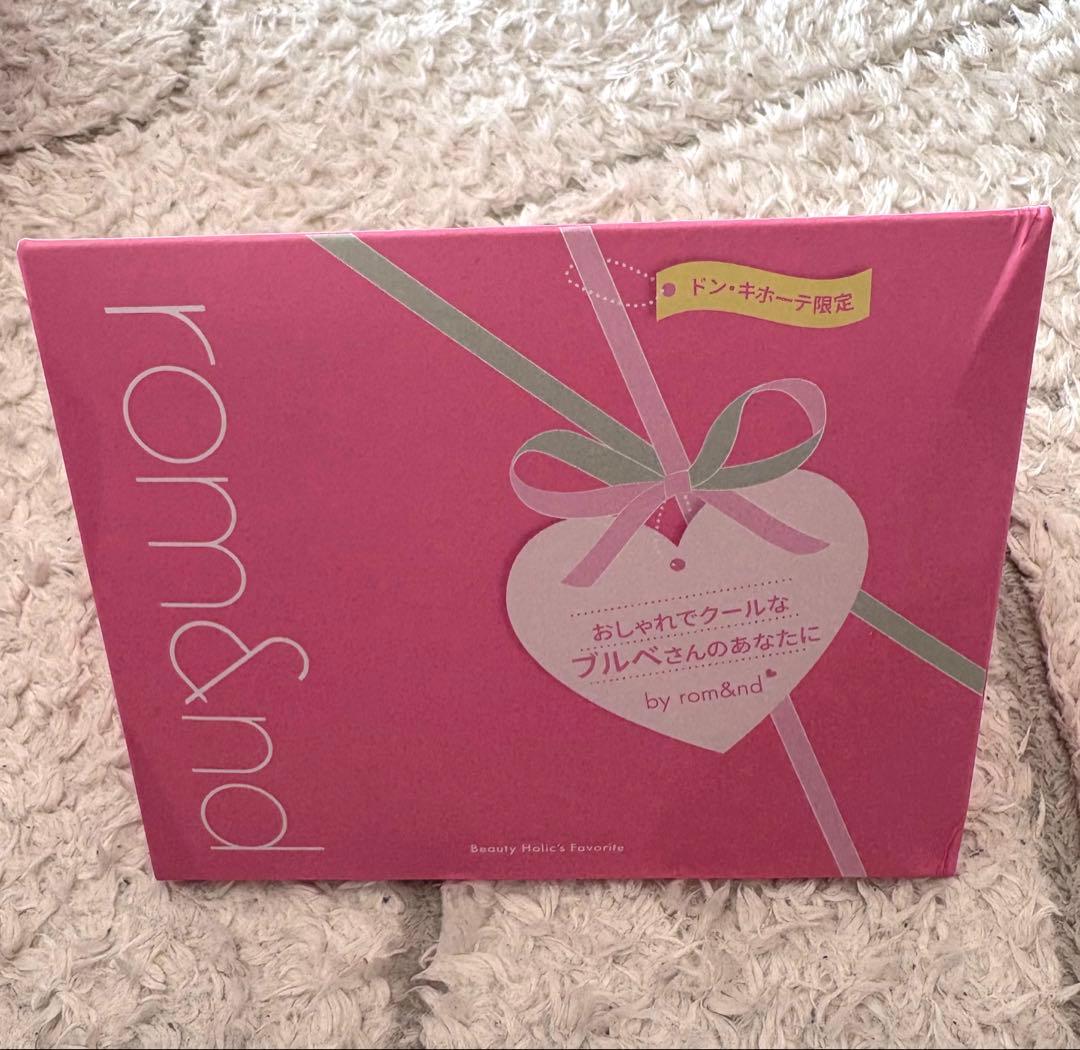 rom&nd
ドン・キホーテ限定
おしゃれでクールな
ブルベさんのあなたに
by rom&nd
Beauty Holic's Favorite